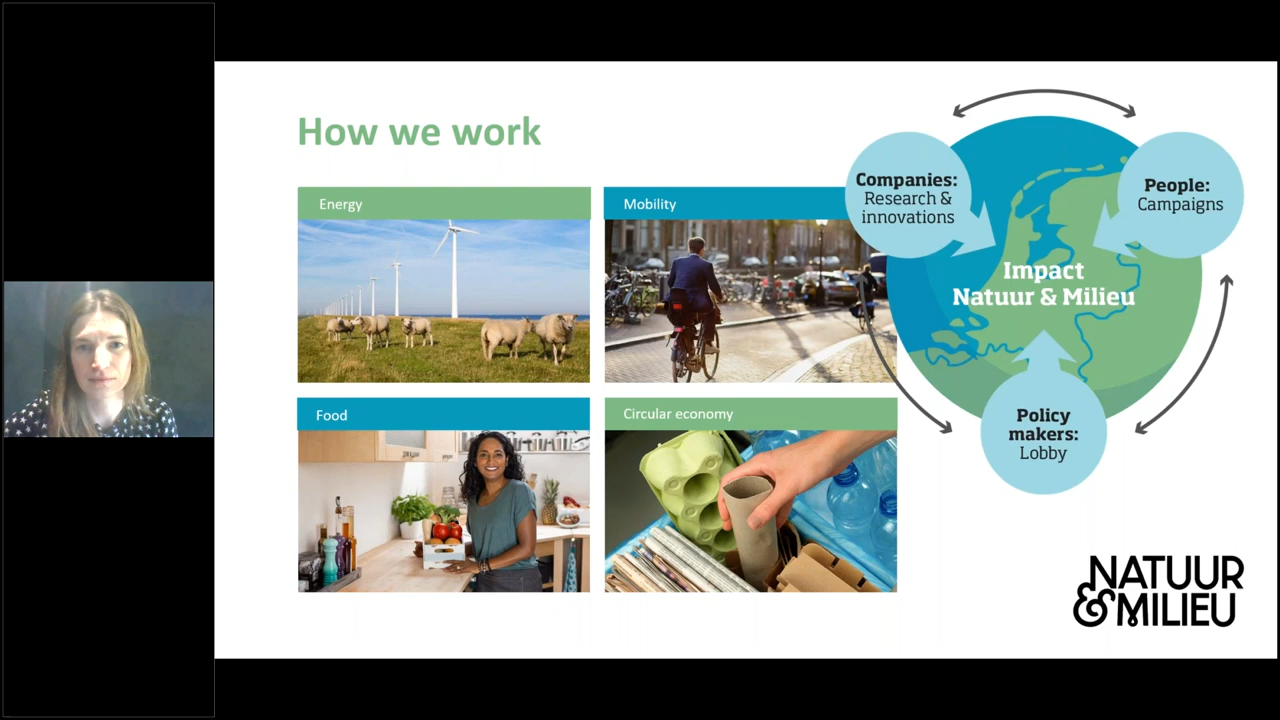 How we work
Energy
Mobility
Food
Circular economy
Companies:
Research &
innovations
People:
Campaigns
Impact
Natuur & Milieu
Policy
makers:
Lobby
NATUUR
&MILIEU